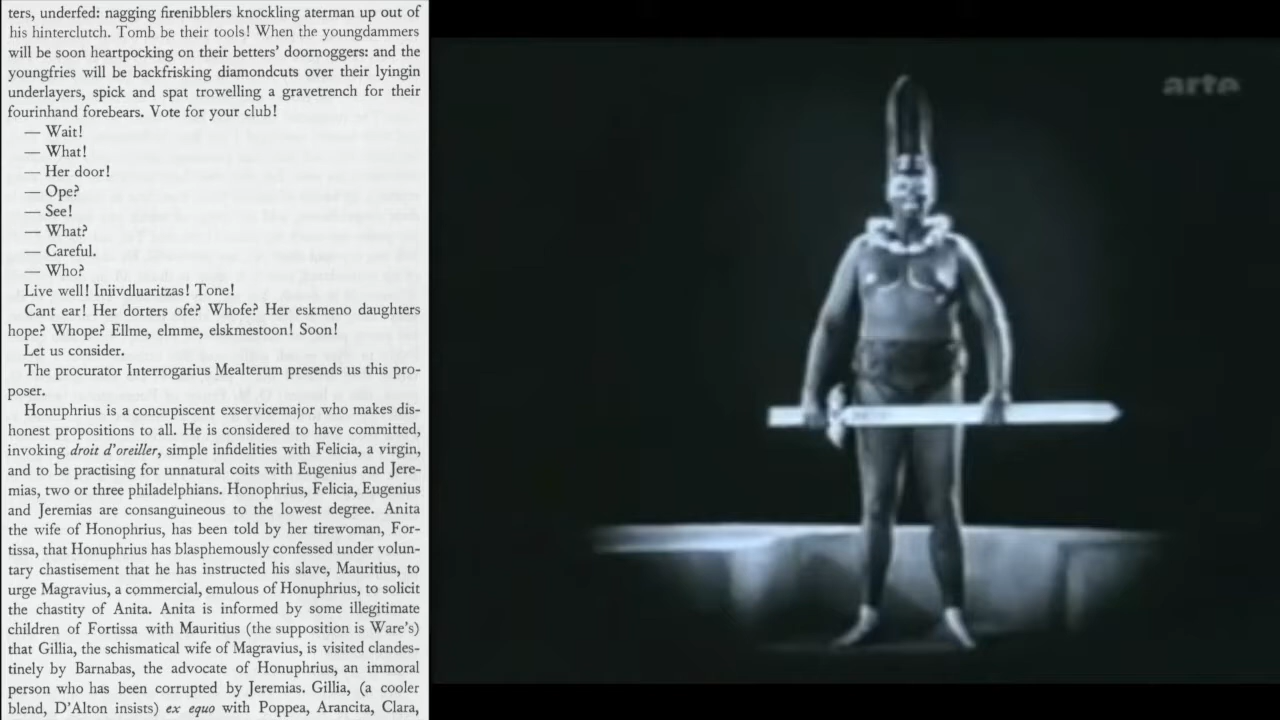 ters, underfed: nagging firenibblers knockling aterman up out of
his hinterclutch. Tomb be their tools! When the youngdammers
will be soon heartpocking on their betters' doornoggers: and the
youngfries will be backfrisking diamondcuts over their lyingin
underlayers, spick and spat trowelling a gravetrench for their
fourinhand forebears. Vote for your club!
— Wait!
— What!
— Her door!
— Ope?
— See!
— What?
— Careful.
— Who?
Live well! Iniivdluaritzas! Tone!
Cant ear! Her dorters ofe? Whofe? Her eskmeno daughters
hope? Whope? Ellme, elmme, elskmestoon! Soon!
Let us consider.
The procurator Interrogarius Mealterum presends us this pro-
poser.
Honuphrius is a concupiscent exservicemajor who makes dis-
honest propositions to all. He is considered to have committed,
invoking droit d'oreiller, simple infidelities with Felicia, a virgin,
and to be practising for unnatural coits with Eugenius and Jere-
mias, two or three philadelphians. Honophrius, Felicia, Eugenius
and Jeremias are consanguineous to the lowest degree. Anita
the wife of Honophrius, has been told by her tirewoman, For-
tissa, that Honuphrius has blasphemously confessed under volun-
tary chastisement that he has instructed his slave, Mauritius, to
urge Magravius, a commercial, emulous of Honuphrius, to solicit
the chastity of Anita. Anita is informed by some illegitimate
children of Fortissa with Mauritius (the supposition is Ware's)
that Gillia, the schismatical wife of Magravius, is visited clandes-
tinely by Barnabas, the advocate of Honuphrius, an immoral
person who has been corrupted by Jeremias. Gillia, (a cooler
blend, D'Alton insists) ex equo with Poppea, Arancita, Clara,
arte